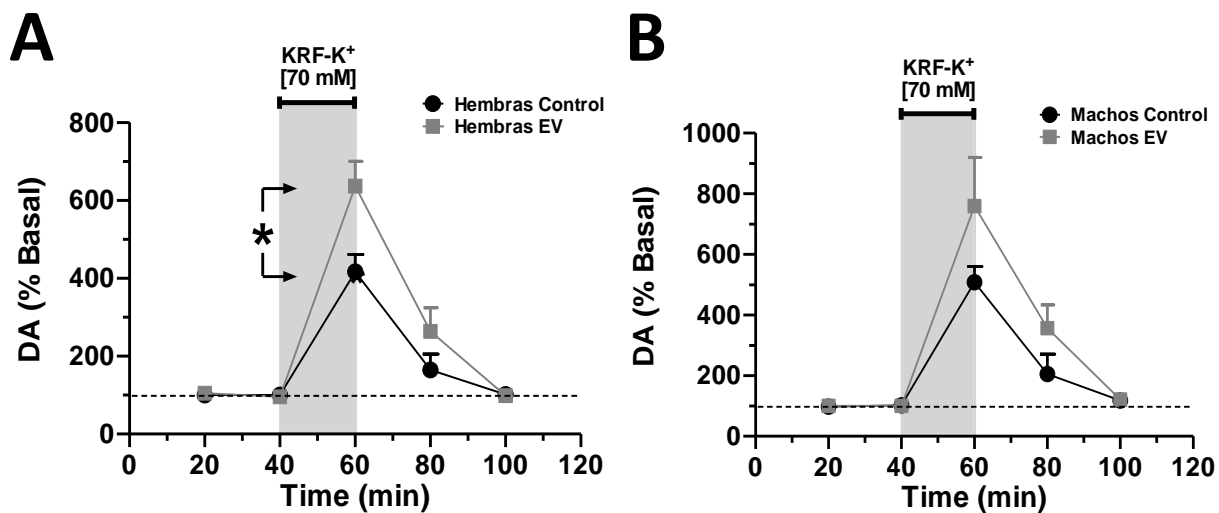 A
KRF-K⁺
[70 mM]
Hembras Control
Hembras EV
DA (% Basal)
800
600
400
200
0
*
0 20 40 60 80 100 120
Time (min)
B
KRF-K⁺
[70 mM]
Machos Control
Machos EV
DA (% Basal)
1000
800
600
400
200
0
0 20 40 60 80 100 120
Time (min)